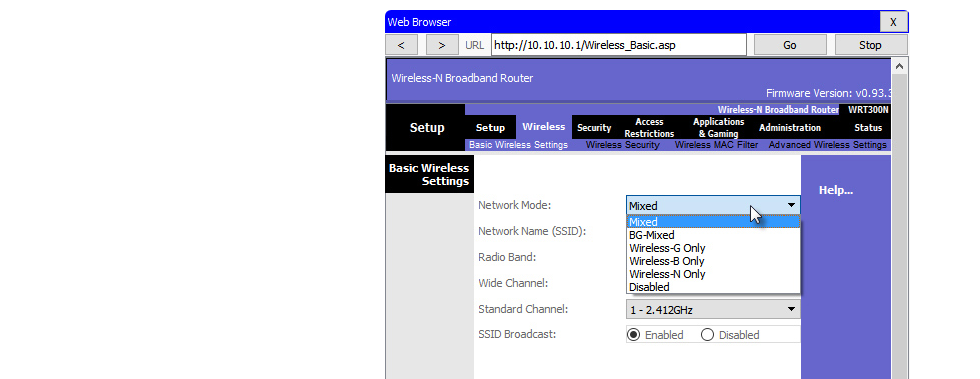 Web Browser X
< > URL http://10.10.10.1/Wireless_Basic.asp Go Stop
Wireless-N Broadband Router
Firmware Version: v0.93.3
Wireless-N Broadband Router WRT300N
Setup Setup Wireless Security Access Restrictions Applications & Gaming Administration Status
Basic Wireless Settings Wireless Security Wireless MAC Filter Advanced Wireless Settings
Basic Wireless
Settings
Help...
Network Mode: Mixed
Mixed
Network Name (SSID): BG-Mixed
Wireless-G Only
Radio Band: Wireless-B Only
Wireless-N Only
Wide Channel: Disabled
Standard Channel: 1 - 2.412GHz
SSID Broadcast: Enabled Disabled